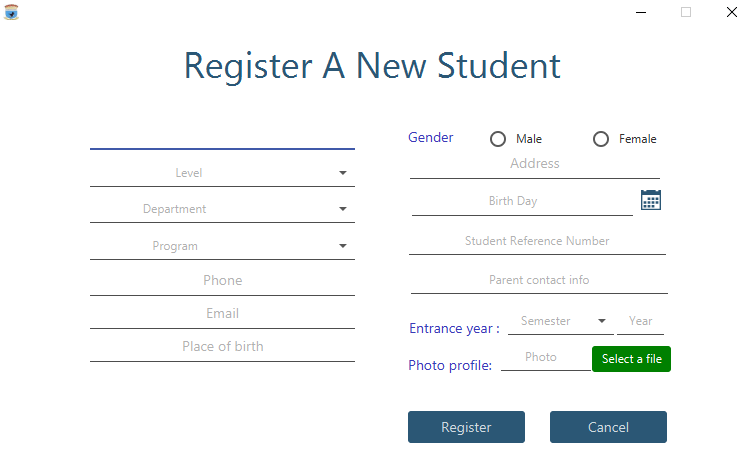 Register A New Student
Level
Department
Program
Phone
Email
Place of birth
Gender
Male
Female
Address
Birth Day
Student Reference Number
Parent contact info
Entrance year :
Semester
Year
Photo profile:
Photo
Select a file
Register
Cancel